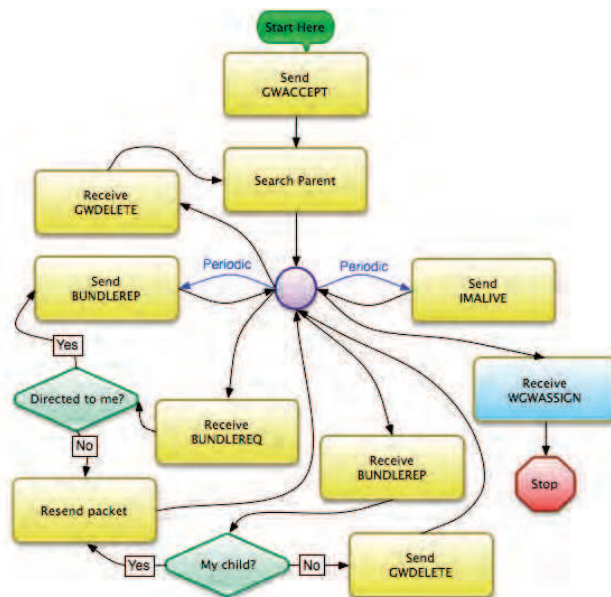 Start Here
Send
GWACCEPT
Search Parent
Receive
GWDELETE
Periodic
Periodic
Send
BUNDLEREP
Send
IMALIVE
Yes
Directed to me?
Receive
BUNDLEREQ
Receive
WGWASSIGN
No
Receive
BUNDLEREP
Resend packet
Stop
Yes
My child?
No
Send
GWDELETE